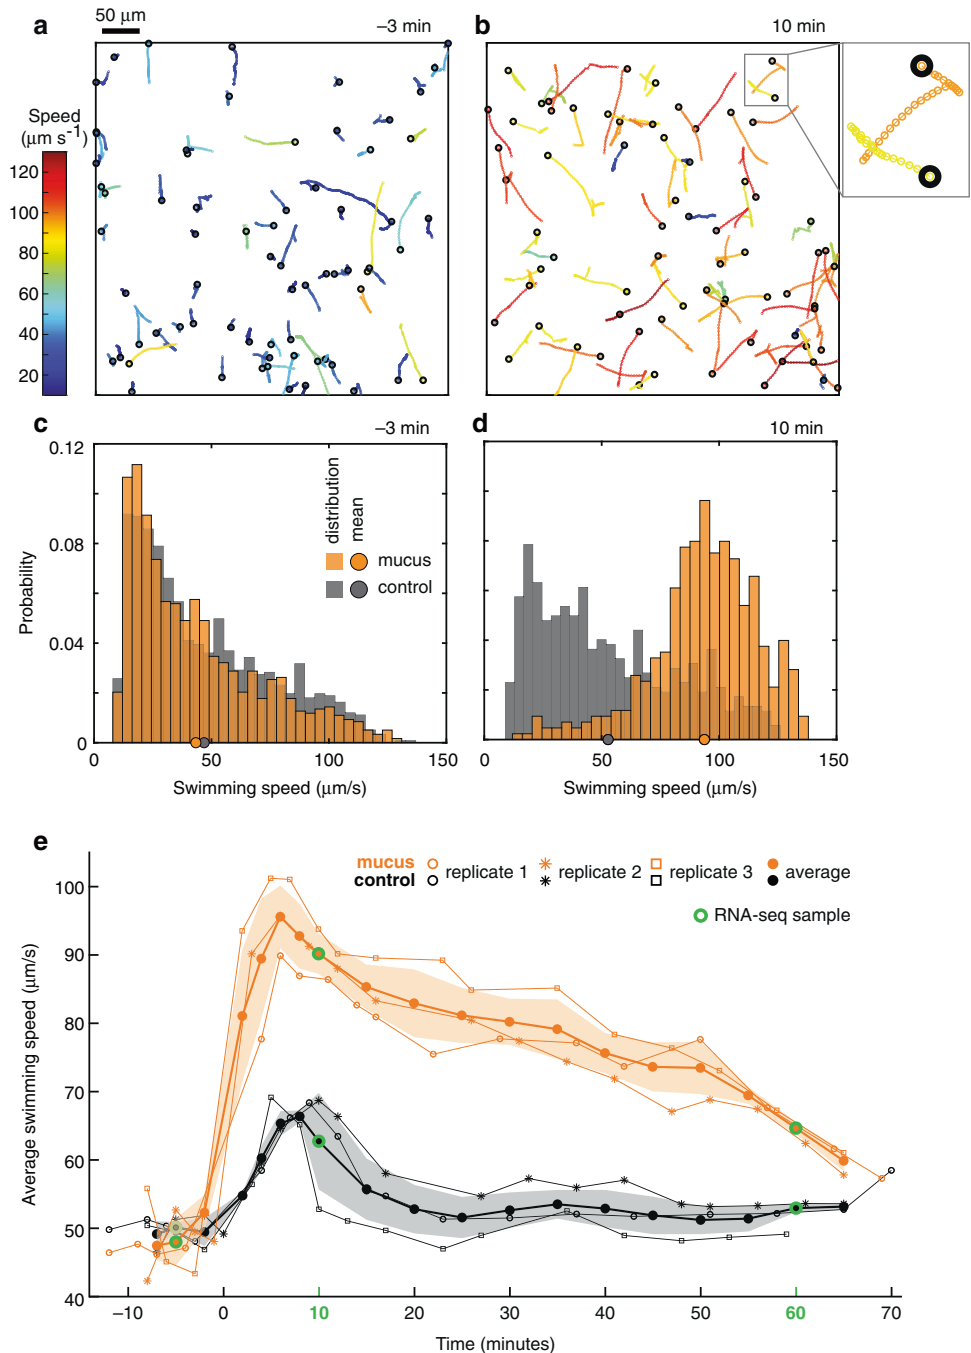 a
50 µm
−3 min
b
10 min
Speed
(µm s⁻¹)
120
100
80
60
40
20
c
−3 min
d
10 min
0.12
0.08
0.04
0
Probability
distribution
mean
mucus
control
0
50
100
150
Swimming speed (µm/s)
0
50
100
150
Swimming speed (µm/s)
e
mucus
control
replicate 1
replicate 2
replicate 3
average
RNA-seq sample
100
90
80
70
60
50
40
Average swimming speed (µm/s)
−10
0
10
20
30
40
50
60
70
Time (minutes)